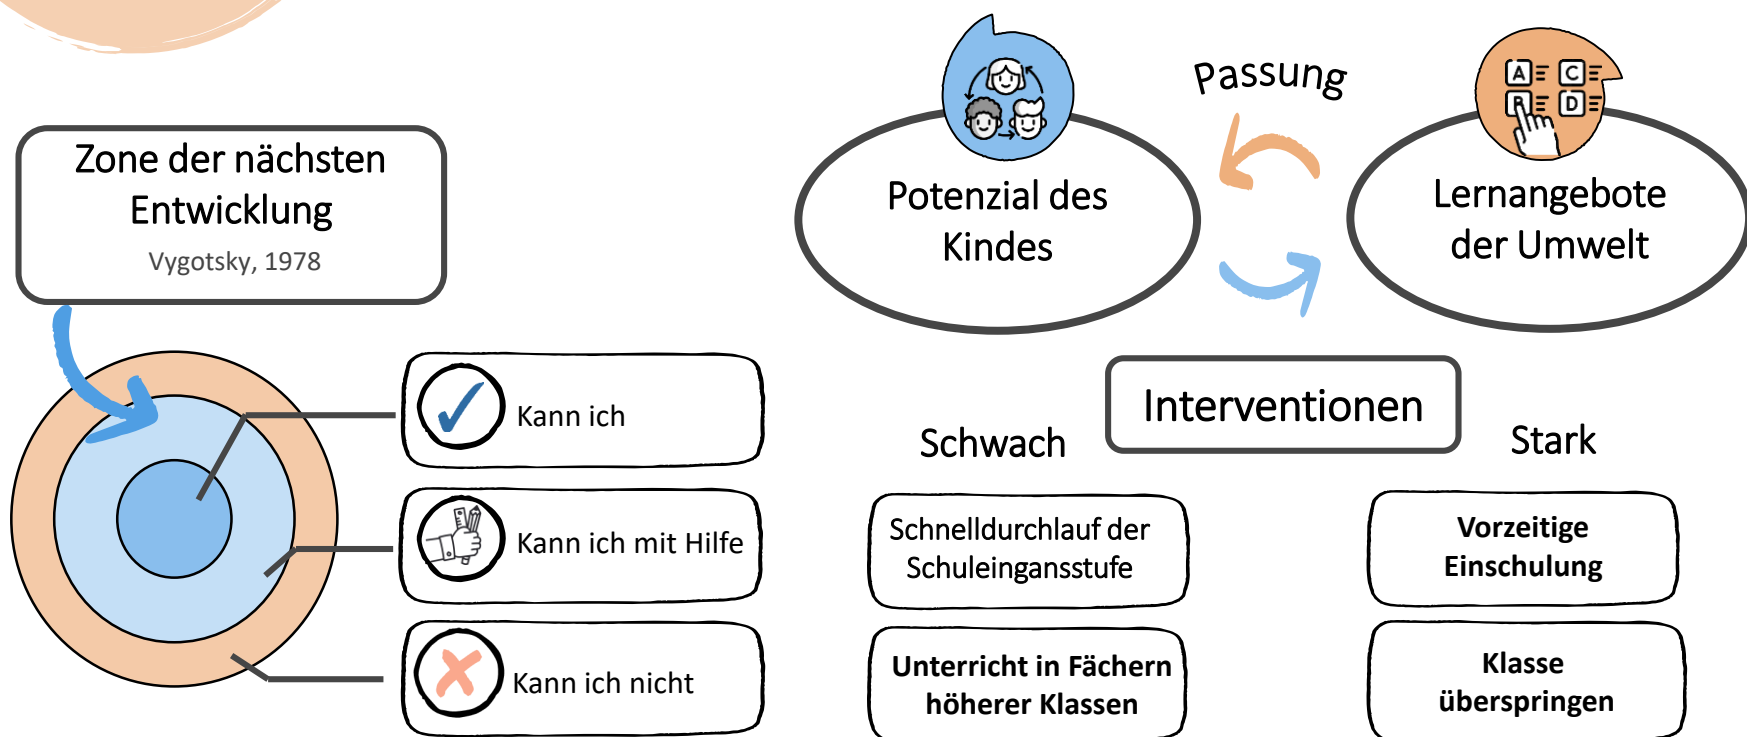 Zone der nächsten
Entwicklung
Vygotsky, 1978
Kann ich
Kann ich mit Hilfe
Kann ich nicht
Passung
Potenzial des
Kindes
A
C
B
D
Lernangebote
der Umwelt
Interventionen
Schwach
Stark
Schnelldurchlauf der
Schuleingansstufe
Unterricht in Fächern
höherer Klassen
Vorzeitige
Einschulung
Klasse
überspringen